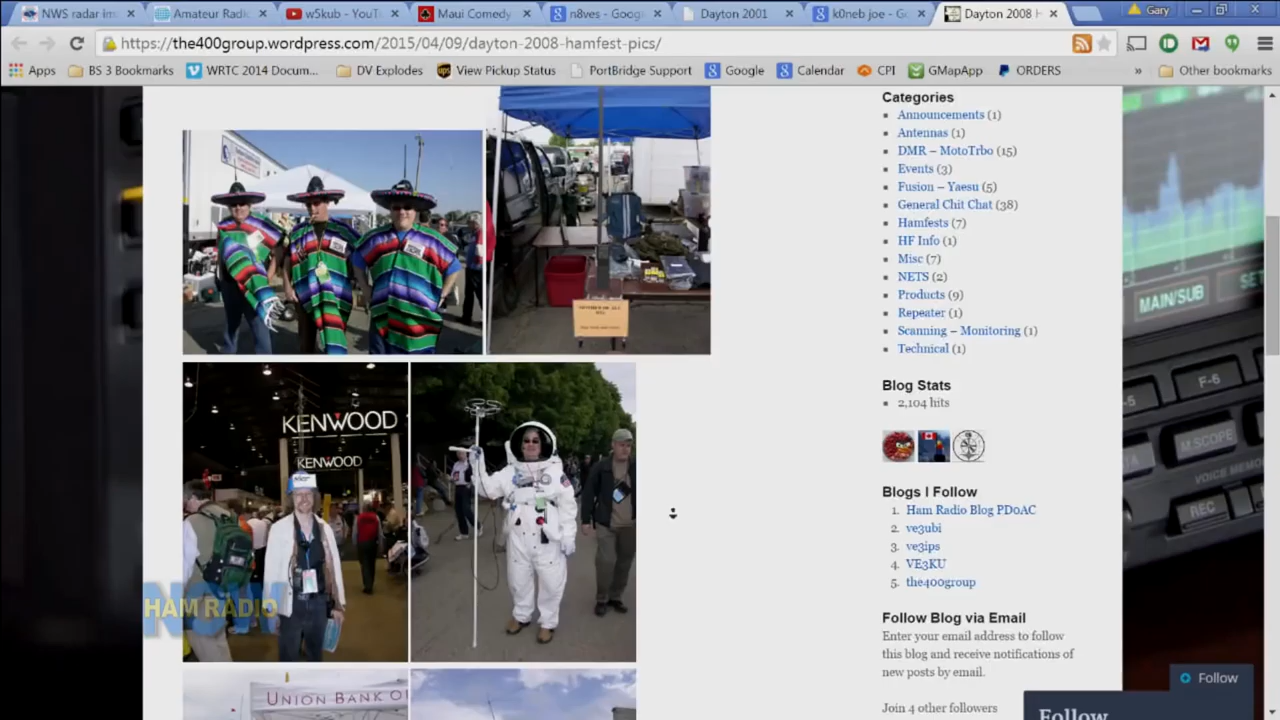 NWS radar im
Amateur Radi
w5kub - YouT
Maui Comedy
n8ves - Goog
Dayton 2001
k0neb joe - G
Dayton 2008 H
Gary
https://the400group.wordpress.com/2015/04/09/dayton-2008-hamfest-pics/
Apps
BS 3 Bookmarks
WRTC 2014 Docum...
DV Explodes
View Pickup Status
PortBridge Support
Google
Calendar
CPI
GMapApp
ORDERS
»
Other bookmarks
Categories
Announcements (1)
Antennas (1)
DMR – MotoTrbo (15)
Events (3)
Fusion – Yaesu (5)
General Chit Chat (38)
Hamfests (7)
HF Info (1)
Misc (7)
NETS (2)
Products (9)
Repeater (1)
Scanning – Monitoring (1)
Technical (1)
Blog Stats
2,104 hits
Blogs I Follow
1. Ham Radio Blog PD0AC
2. ve3ubi
3. ve3ips
4. VE3KU
5. the400group
Follow Blog via Email
Enter your email address to follow
this blog and receive notifications of
new posts by email.
Join 4 other followers
Follow
Follow
KENWOOD
KENWOOD
UNION BANK OF
HAM RADIO
NOW
MAIN/SUB
SET
F-5
F-6
M.SCOPE
VOICE MEMO
REC